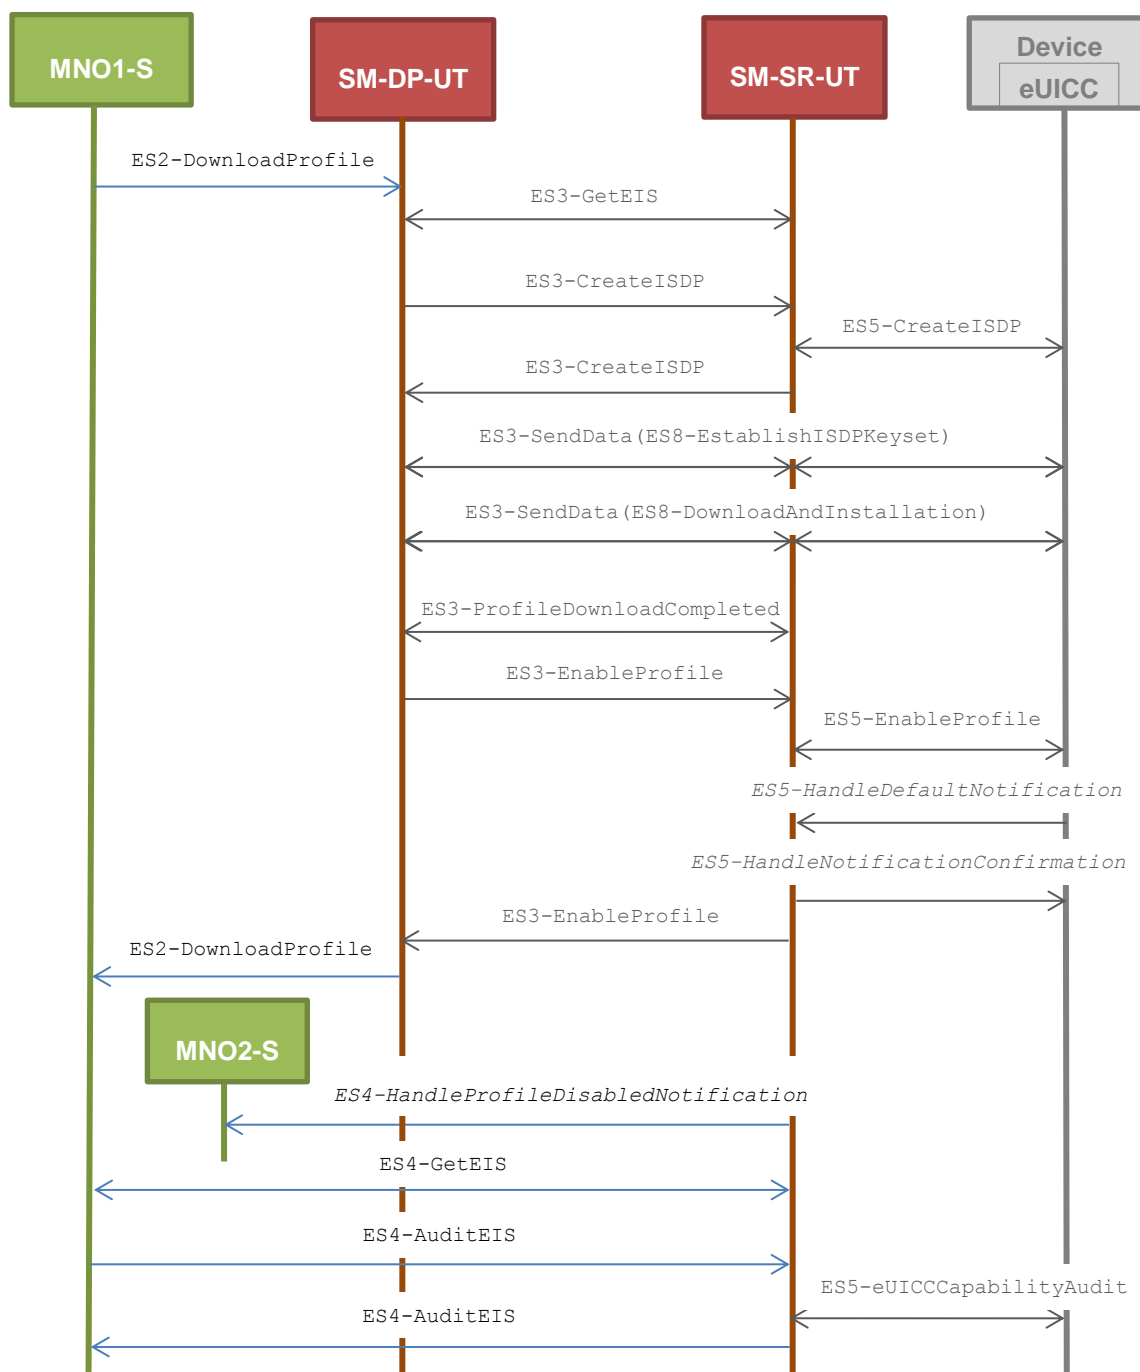 MNO1-S
SM-DP-UT
SM-SR-UT
Device
eUICC
ES2-DownloadProfile
ES3-GetEIS
ES3-CreateISDP
ES5-CreateISDP
ES3-CreateISDP
ES3-SendData(ES8-EstablishISDPKeyset)
ES3-SendData(ES8-DownloadAndInstallation)
ES3-ProfileDownloadCompleted
ES3-EnableProfile
ES5-EnableProfile
ES5-HandleDefaultNotification
ES5-HandleNotificationConfirmation
ES3-EnableProfile
ES2-DownloadProfile
MNO2-S
ES4-HandleProfileDisabledNotification
ES4-GetEIS
ES4-AuditEIS
ES5-eUICCCapabilityAudit
ES4-AuditEIS